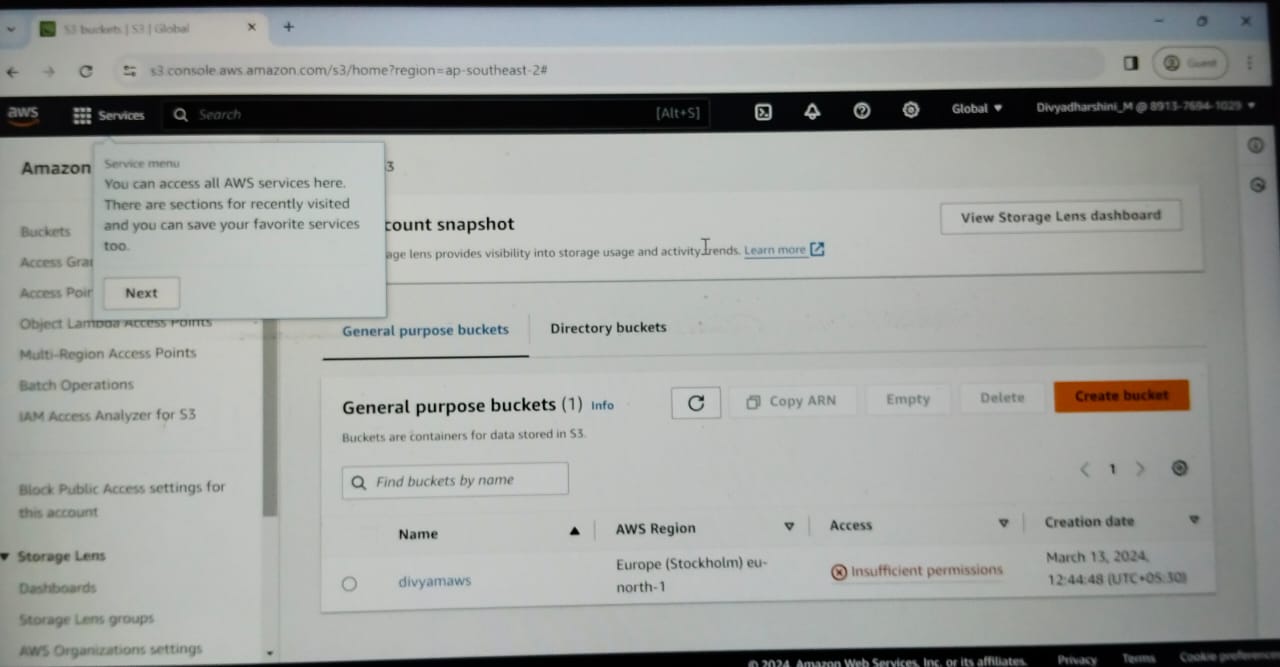 S3 buckets | S3 | Global
s3.console.aws.amazon.com/s3/home?region=ap-southeast-2#
Guest
aws
Services
Search
[Alt+S]
Global
Divyadharshini_M @ 8913-7694-1029
Amazon
3
Service menu
You can access all AWS services here.
There are sections for recently visited
and you can save your favorite services
too.
Next
Buckets
Access Gra
Access Poir
Object Lambda Access Points
Multi-Region Access Points
Batch Operations
IAM Access Analyzer for S3
Block Public Access settings for
this account
Storage Lens
Dashboards
Storage Lens groups
AWS Organizations settings
count snapshot
View Storage Lens dashboard
age lens provides visibility into storage usage and activity trends. Learn more
General purpose buckets
Directory buckets
General purpose buckets (1) Info
Buckets are containers for data stored in S3.
Copy ARN
Empty
Delete
Create bucket
Find buckets by name
1
Name
AWS Region
Access
Creation date
divyamaws
Europe (Stockholm) eu-
north-1
Insufficient permissions
March 13, 2024,
12:44:48 (UTC+05:30)
© 2024, Amazon Web Services, Inc. or its affiliates.
Privacy
Terms
Cookie preferences